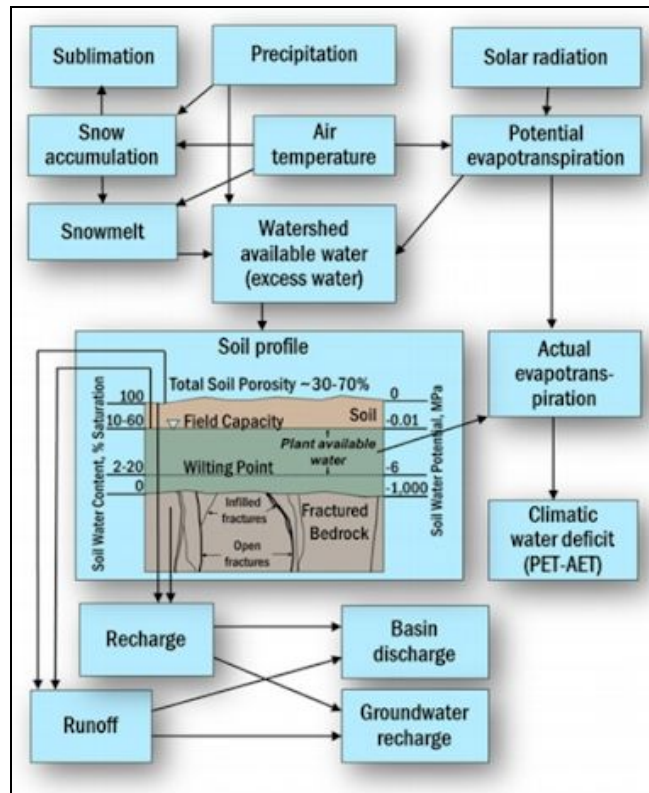 Sublimation
Precipitation
Solar radiation
Snow
accumulation
Air
temperature
Potential
evapotranspiration
Snowmelt
Watershed
available water
(excess water)
Soil profile
Total Soil Porosity ~30-70%
Soil Water Content, % Saturation
100
10-60
2-20
0
Field Capacity
Soil
Plant available
water
Wilting Point
Infilled
fractures
Fractured
Bedrock
Open
fractures
0
-0.01
-6
-1,000
Soil Water Potential, MPa
Actual
evapotrans-
piration
Climatic
water deficit
(PET-AET)
Recharge
Basin
discharge
Runoff
Groundwater
recharge